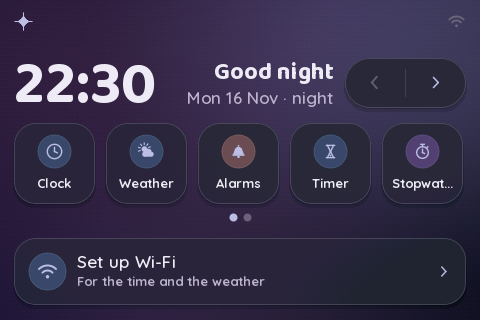 22:30
Good night
Mon 16 Nov · night
Clock
Weather
Alarms
Timer
Stopwat...
Set up Wi-Fi
For the time and the weather